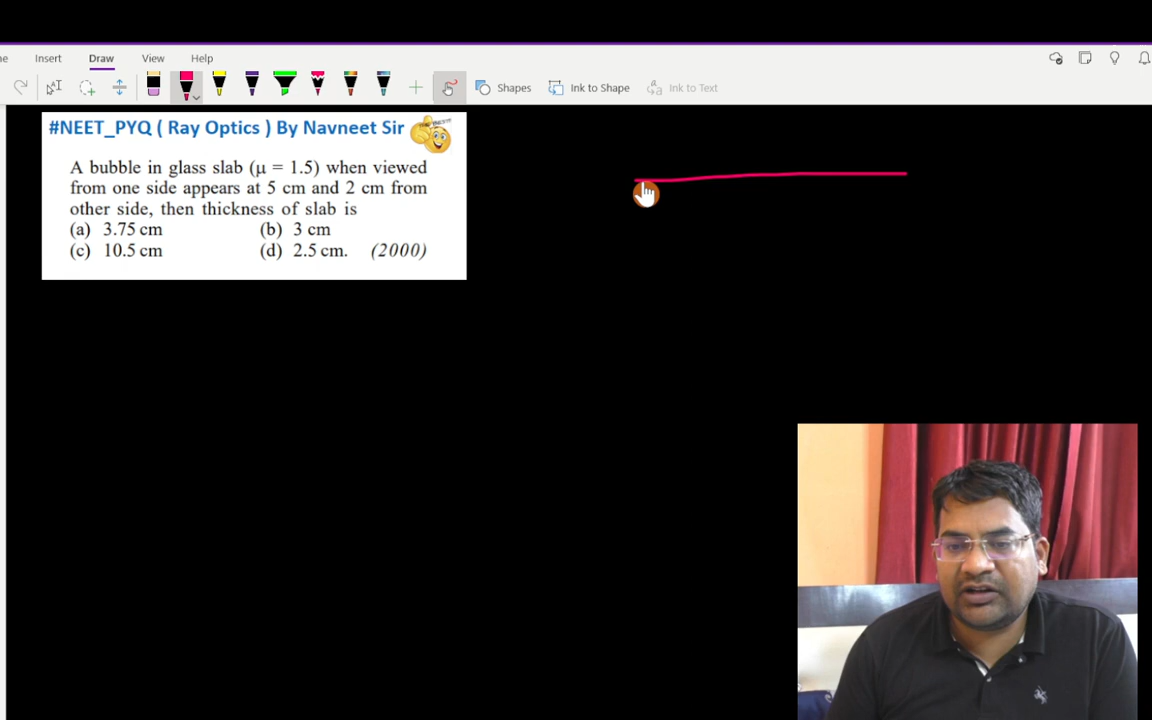 Insert Draw View Help
Shapes Ink to Shape Ink to Text
#NEET_PYQ ( Ray Optics ) By Navneet Sir
A bubble in glass slab (μ = 1.5) when viewed
from one side appears at 5 cm and 2 cm from
other side, then thickness of slab is
(a) 3.75 cm (b) 3 cm
(c) 10.5 cm (d) 2.5 cm. (2000)